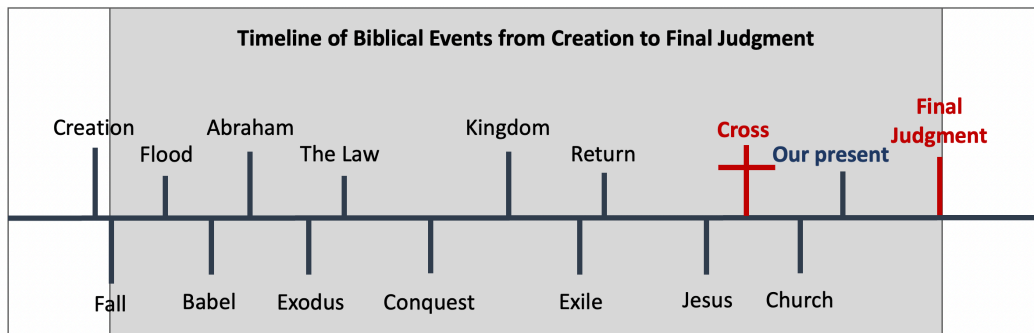 Timeline of Biblical Events from Creation to Final Judgment
Final
Creation
Abraham
Kingdom
Cross
Judgment
Flood
The Law
Return
Our present
Fall
Babel
Exodus
Conquest
Exile
Jesus
Church